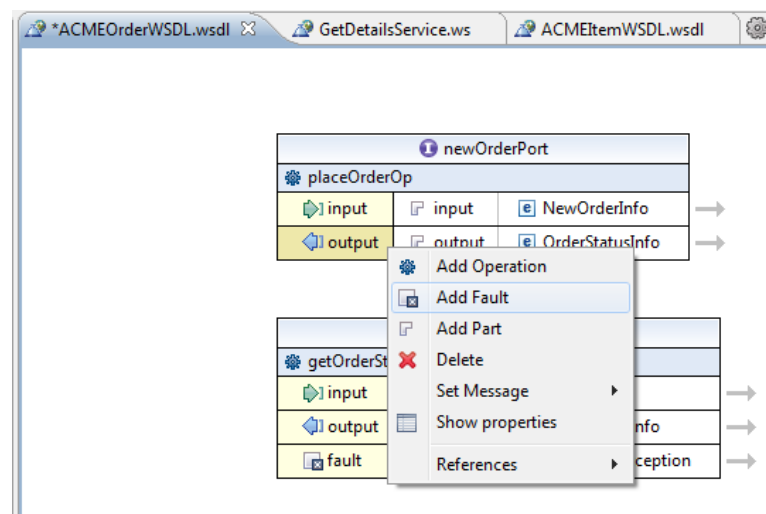 *ACMEOrderWSDL.wsdl GetDetailsService.ws ACMEItemWSDL.wsdl
I newOrderPort
placeOrderOp
input input e NewOrderInfo
output output e OrderStatusInfo
Add Operation
Add Fault
Add Part
getOrderSt Delete
input Set Message
output Show properties nfo
fault References ception